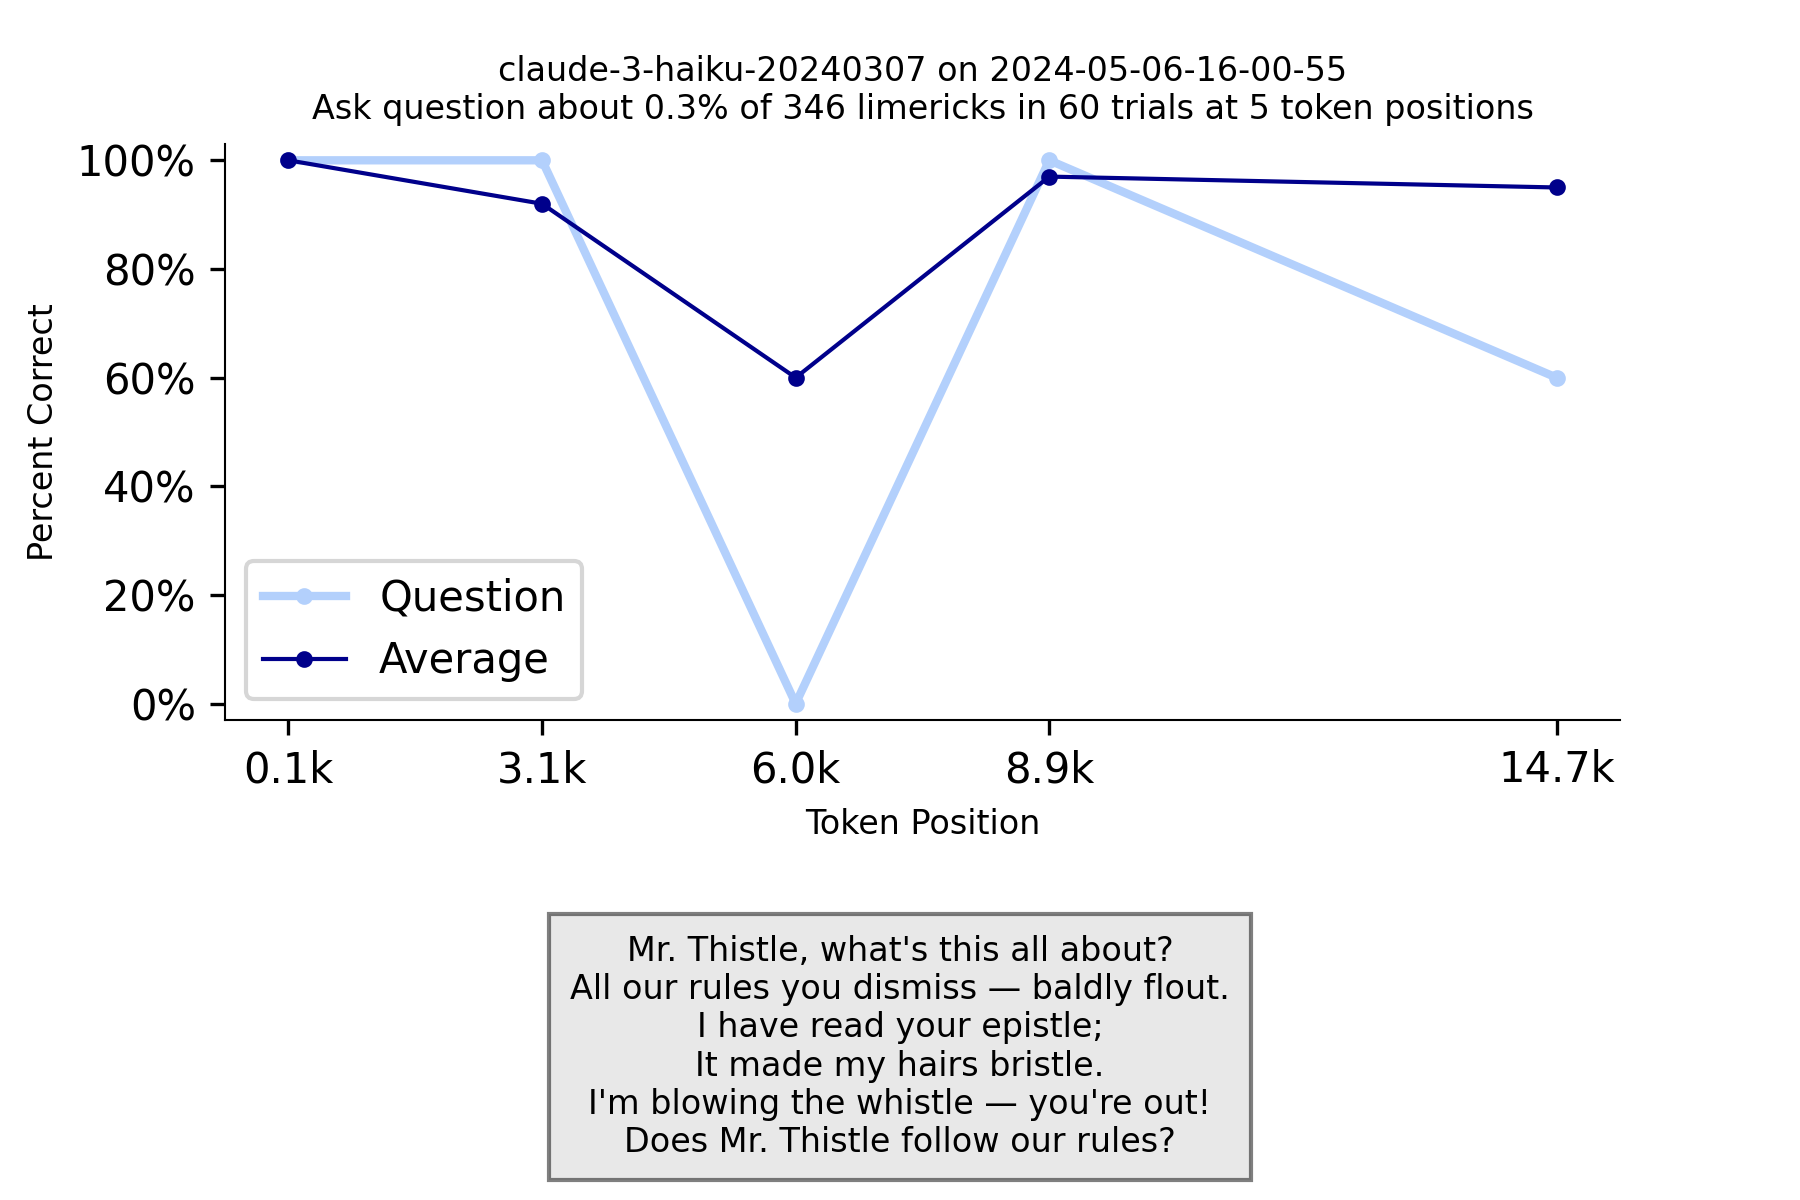 claude-3-haiku-20240307 on 2024-05-06-16-00-55
Ask question about 0.3% of 346 limericks in 60 trials at 5 token positions
100%
80%
60%
40%
20%
0%
Percent Correct
Question
Average
0.1k 3.1k 6.0k 8.9k 14.7k
Token Position
Mr. Thistle, what's this all about?
All our rules you dismiss — baldly flout.
I have read your epistle;
It made my hairs bristle.
I'm blowing the whistle — you're out!
Does Mr. Thistle follow our rules?